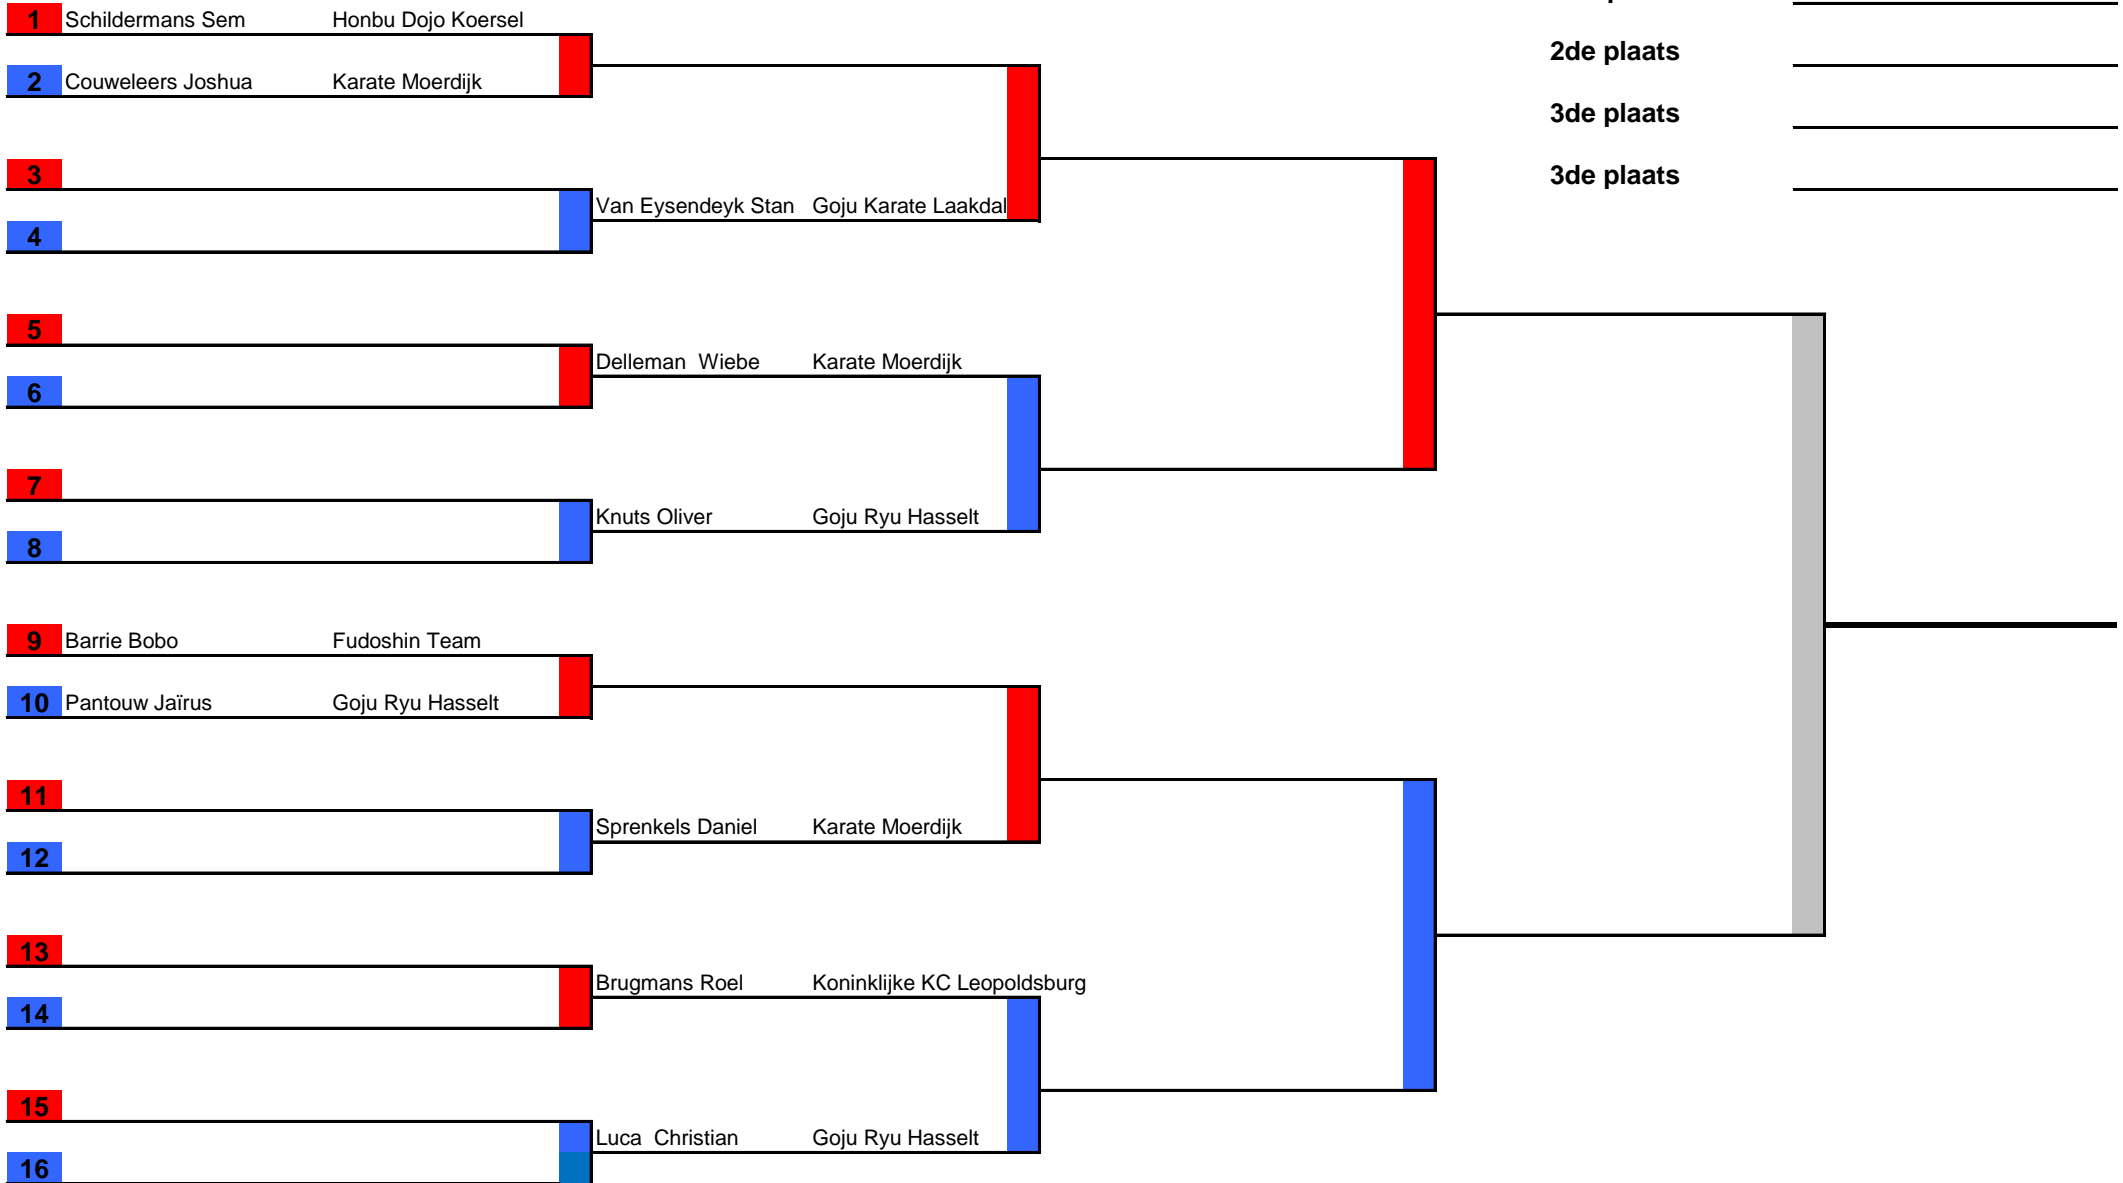 1 Schildermans Sem Honbu Dojo Koersel
2de plaats
2 Couweleers Joshua Karate Moerdijk
3de plaats
3
3de plaats
Van Eysendeyk Stan Goju Karate Laakdal
4
5
Delleman Wiebe Karate Moerdijk
6
7
Knuts Oliver Goju Ryu Hasselt
8
9 Barrie Bobo Fudoshin Team
10 Pantouw Jaïrus Goju Ryu Hasselt
11
Sprenkels Daniel Karate Moerdijk
12
13
Brugmans Roel Koninklijke KC Leopoldsburg
14
15
Luca Christian Goju Ryu Hasselt
16